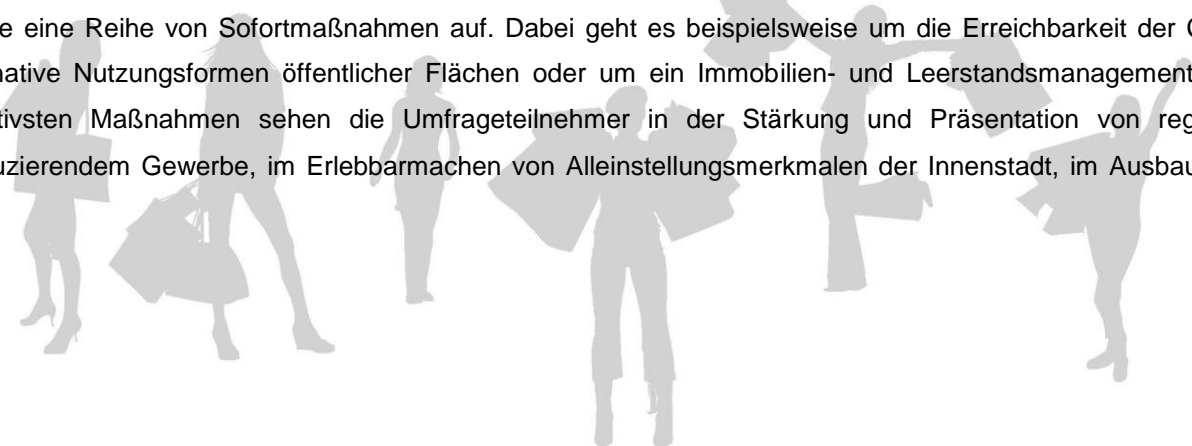 e eine Reihe von Sofortmaßnahmen auf. Dabei geht es beispielsweise um die Erreichbarkeit der
native Nutzungsformen öffentlicher Flächen oder um ein Immobilien- und Leerstandsmanagement
tivsten Maßnahmen sehen die Umfrageteilnehmer in der Stärkung und Präsentation von reg
uzierendem Gewerbe, im Erlebbarmachen von Alleinstellungsmerkmalen der Innenstadt, im Ausbau